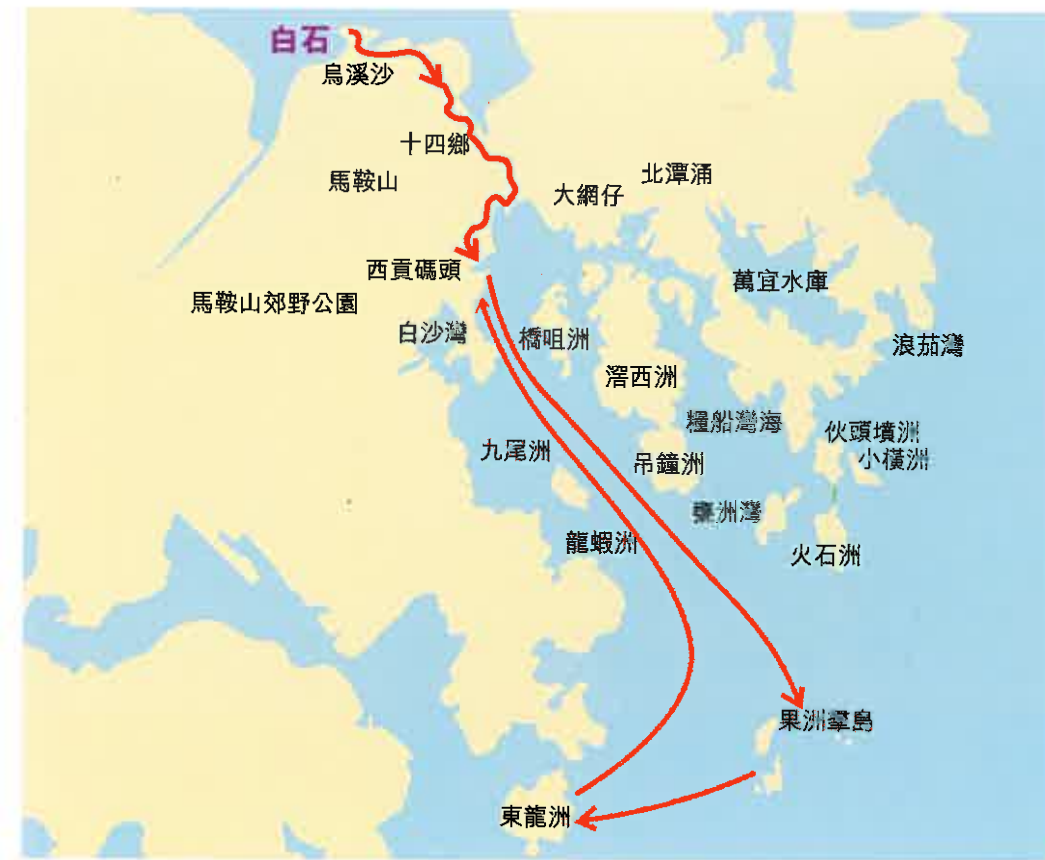 白石
烏溪沙
十四鄉
馬鞍山
北潭涌
大網仔
西貢碼頭
萬宜水庫
馬鞍山郊野公園
白沙灣
橋咀洲
浪茄灣
滘西洲
糧船灣海
伙頭墳洲
小橫洲
九尾洲
吊鐘洲
龍蝦洲
火石洲
果洲羣島
東龍洲